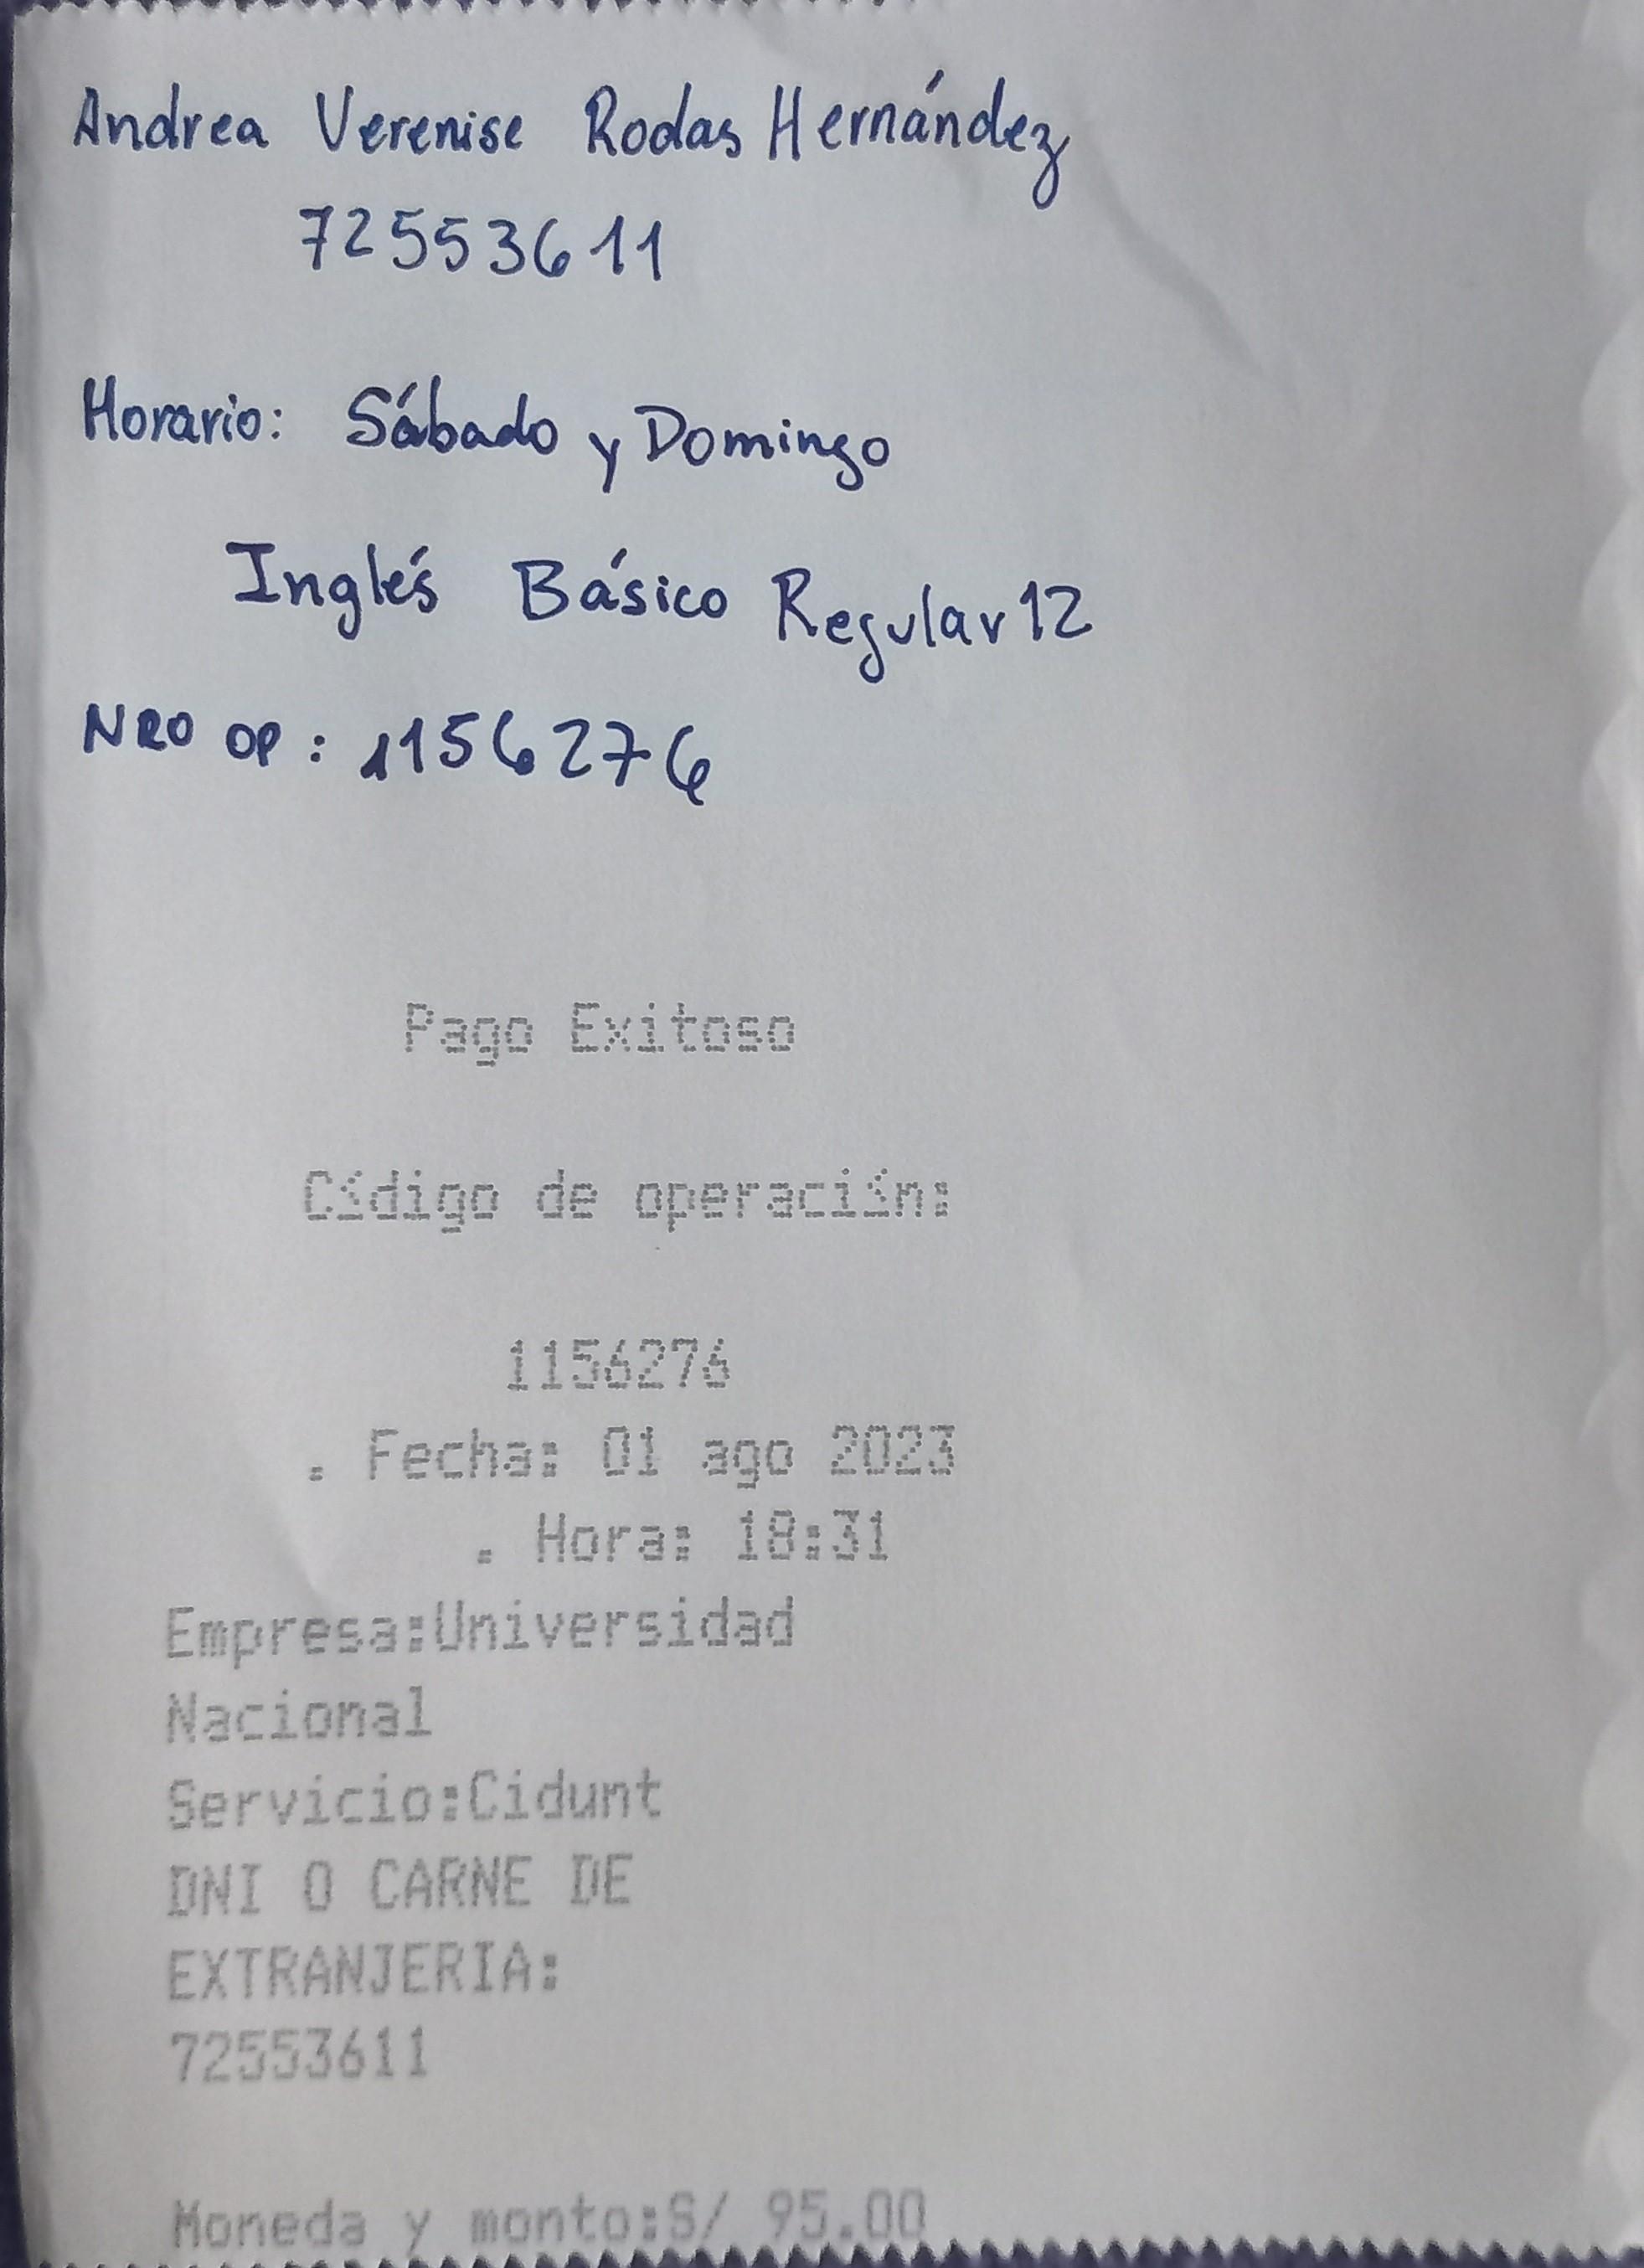 Andrea Verenise Rodas Hernández
72553611
Horario: Sábado y Domingo
Inglés Básico Regular 12
NRO OP: 1156276
Pago Exitoso
Código de operación:
1156276
. Fecha: 01 ago 2023
. Hora: 18:31
Empresa:Universidad
Nacional
Servicio:Cidunt
DNI O CARNE DE
EXTRANJERIA:
72553611
Moneda y monto:S/ 95.00